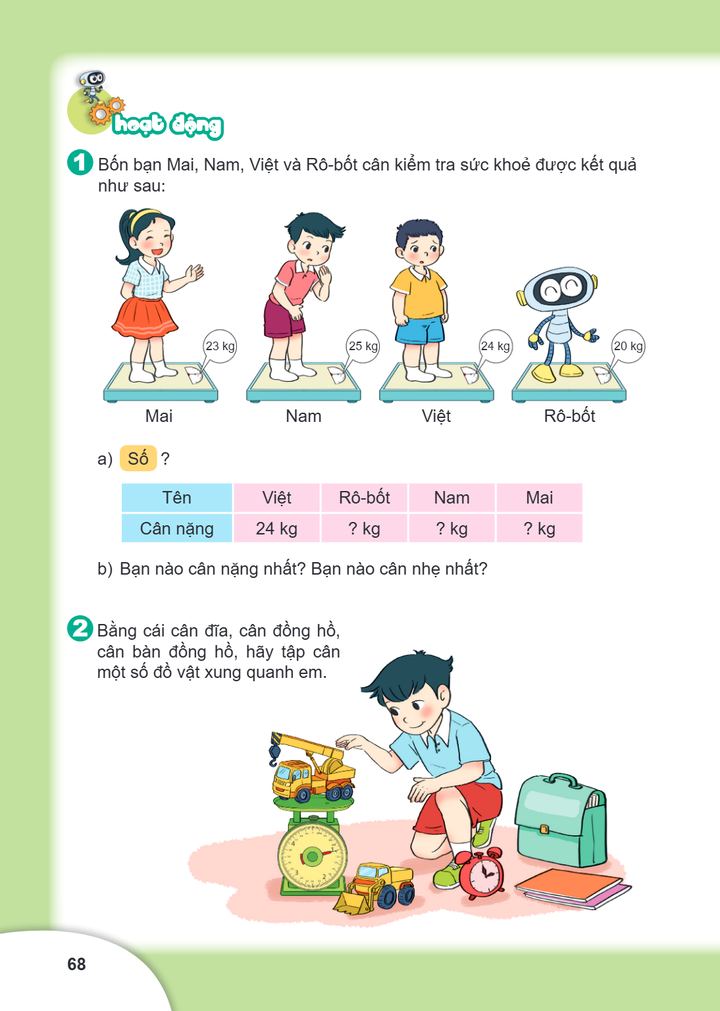 hoạt động
1 Bốn bạn Mai, Nam, Việt và Rô-bốt cân kiểm tra sức khoẻ được kết quả
như sau:
23 kg 25 kg 24 kg 20 kg
Mai Nam Việt Rô-bốt
a) Số ?
Tên Việt Rô-bốt Nam Mai
Cân nặng 24 kg ? kg ? kg ? kg
b) Bạn nào cân nặng nhất? Bạn nào cân nhẹ nhất?
2 Bằng cái cân đĩa, cân đồng hồ,
cân bàn đồng hồ, hãy tập cân
một số đồ vật xung quanh em.
68